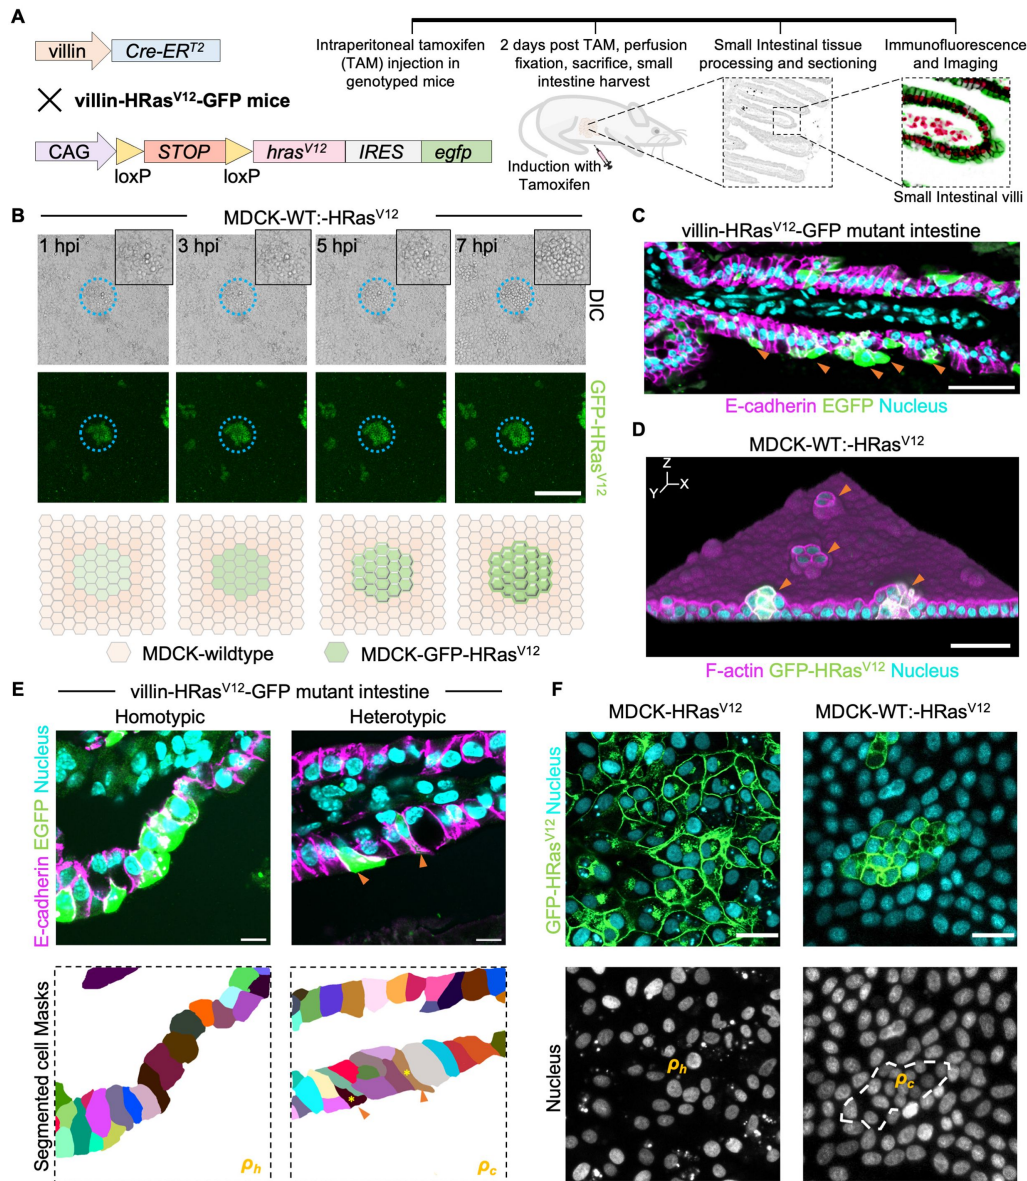 A
villin
Cre-ER^T2
villin-HRas^V12-GFP mice
CAG
STOP
hras^V12
IRES
egfp
loxP
loxP
Intraperitoneal tamoxifen
(TAM) injection in
genotyped mice
2 days post TAM, perfusion
fixation, sacrifice, small
intestine harvest
Small Intestinal tissue
processing and sectioning
Immunofluorescence
and Imaging
Induction with
Tamoxifen
Small Intestinal villi
B
MDCK-WT:-HRas^V12
1 hpi
3 hpi
5 hpi
7 hpi
DIC
GFP-HRas^V12
MDCK-wildtype
MDCK-GFP-HRas^V12
C
villin-HRas^V12-GFP mutant intestine
E-cadherin EGFP Nucleus
D
MDCK-WT:-HRas^V12
Z
Y
X
F-actin GFP-HRas^V12 Nucleus
E
villin-HRas^V12-GFP mutant intestine
Homotypic
Heterotypic
E-cadherin EGFP Nucleus
Segmented cell Masks
ρh
*
*
ρc
F
MDCK-HRas^V12
MDCK-WT:-HRas^V12
GFP-HRas^V12 Nucleus
Nucleus
ρh
ρc